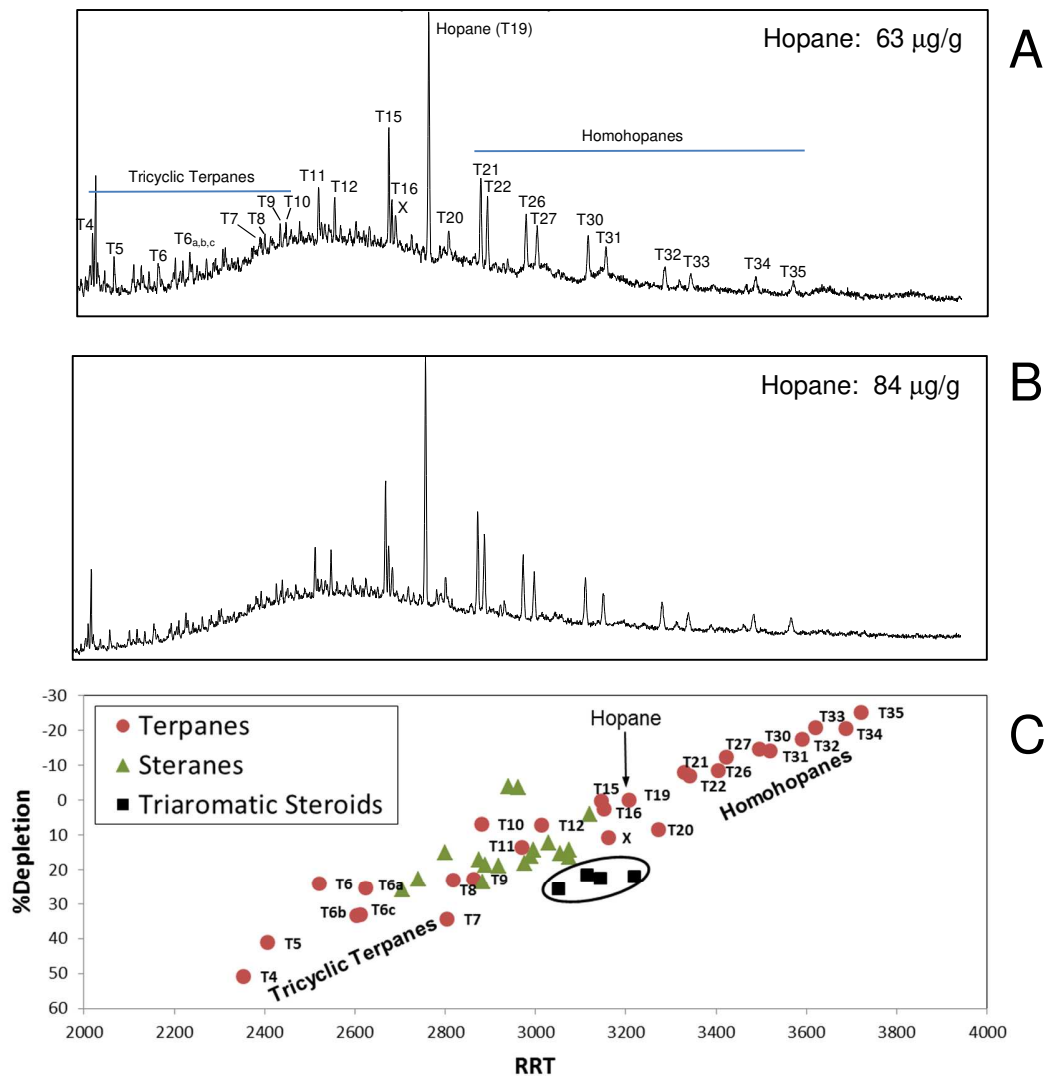 Hopane (T19)
Hopane: 63 µg/g
A
T15
Homohopanes
Tricyclic Terpanes
T11
T12
T16
X
T21
T22
T9
T10
T7
T8
T4
T5
T6
T6a,b,c
T20
T26
T27
T30
T31
T32
T33
T34
T35
Hopane: 84 µg/g
B
-30
-20
-10
0
10
20
30
40
50
60
%Depletion
Terpanes
Steranes
Triaromatic Steroids
Hopane
C
T33
T35
T30
T34
T27
T32
T31
T21
T26
T22
Homohopanes
T15
T19
T16
T10
T12
T20
X
T11
T6
T6a
T8
T9
T6b
T6c
T7
T5
T4
Tricyclic Terpanes
2000
2200
2400
2600
2800
3000
3200
3400
3600
3800
4000
RRT